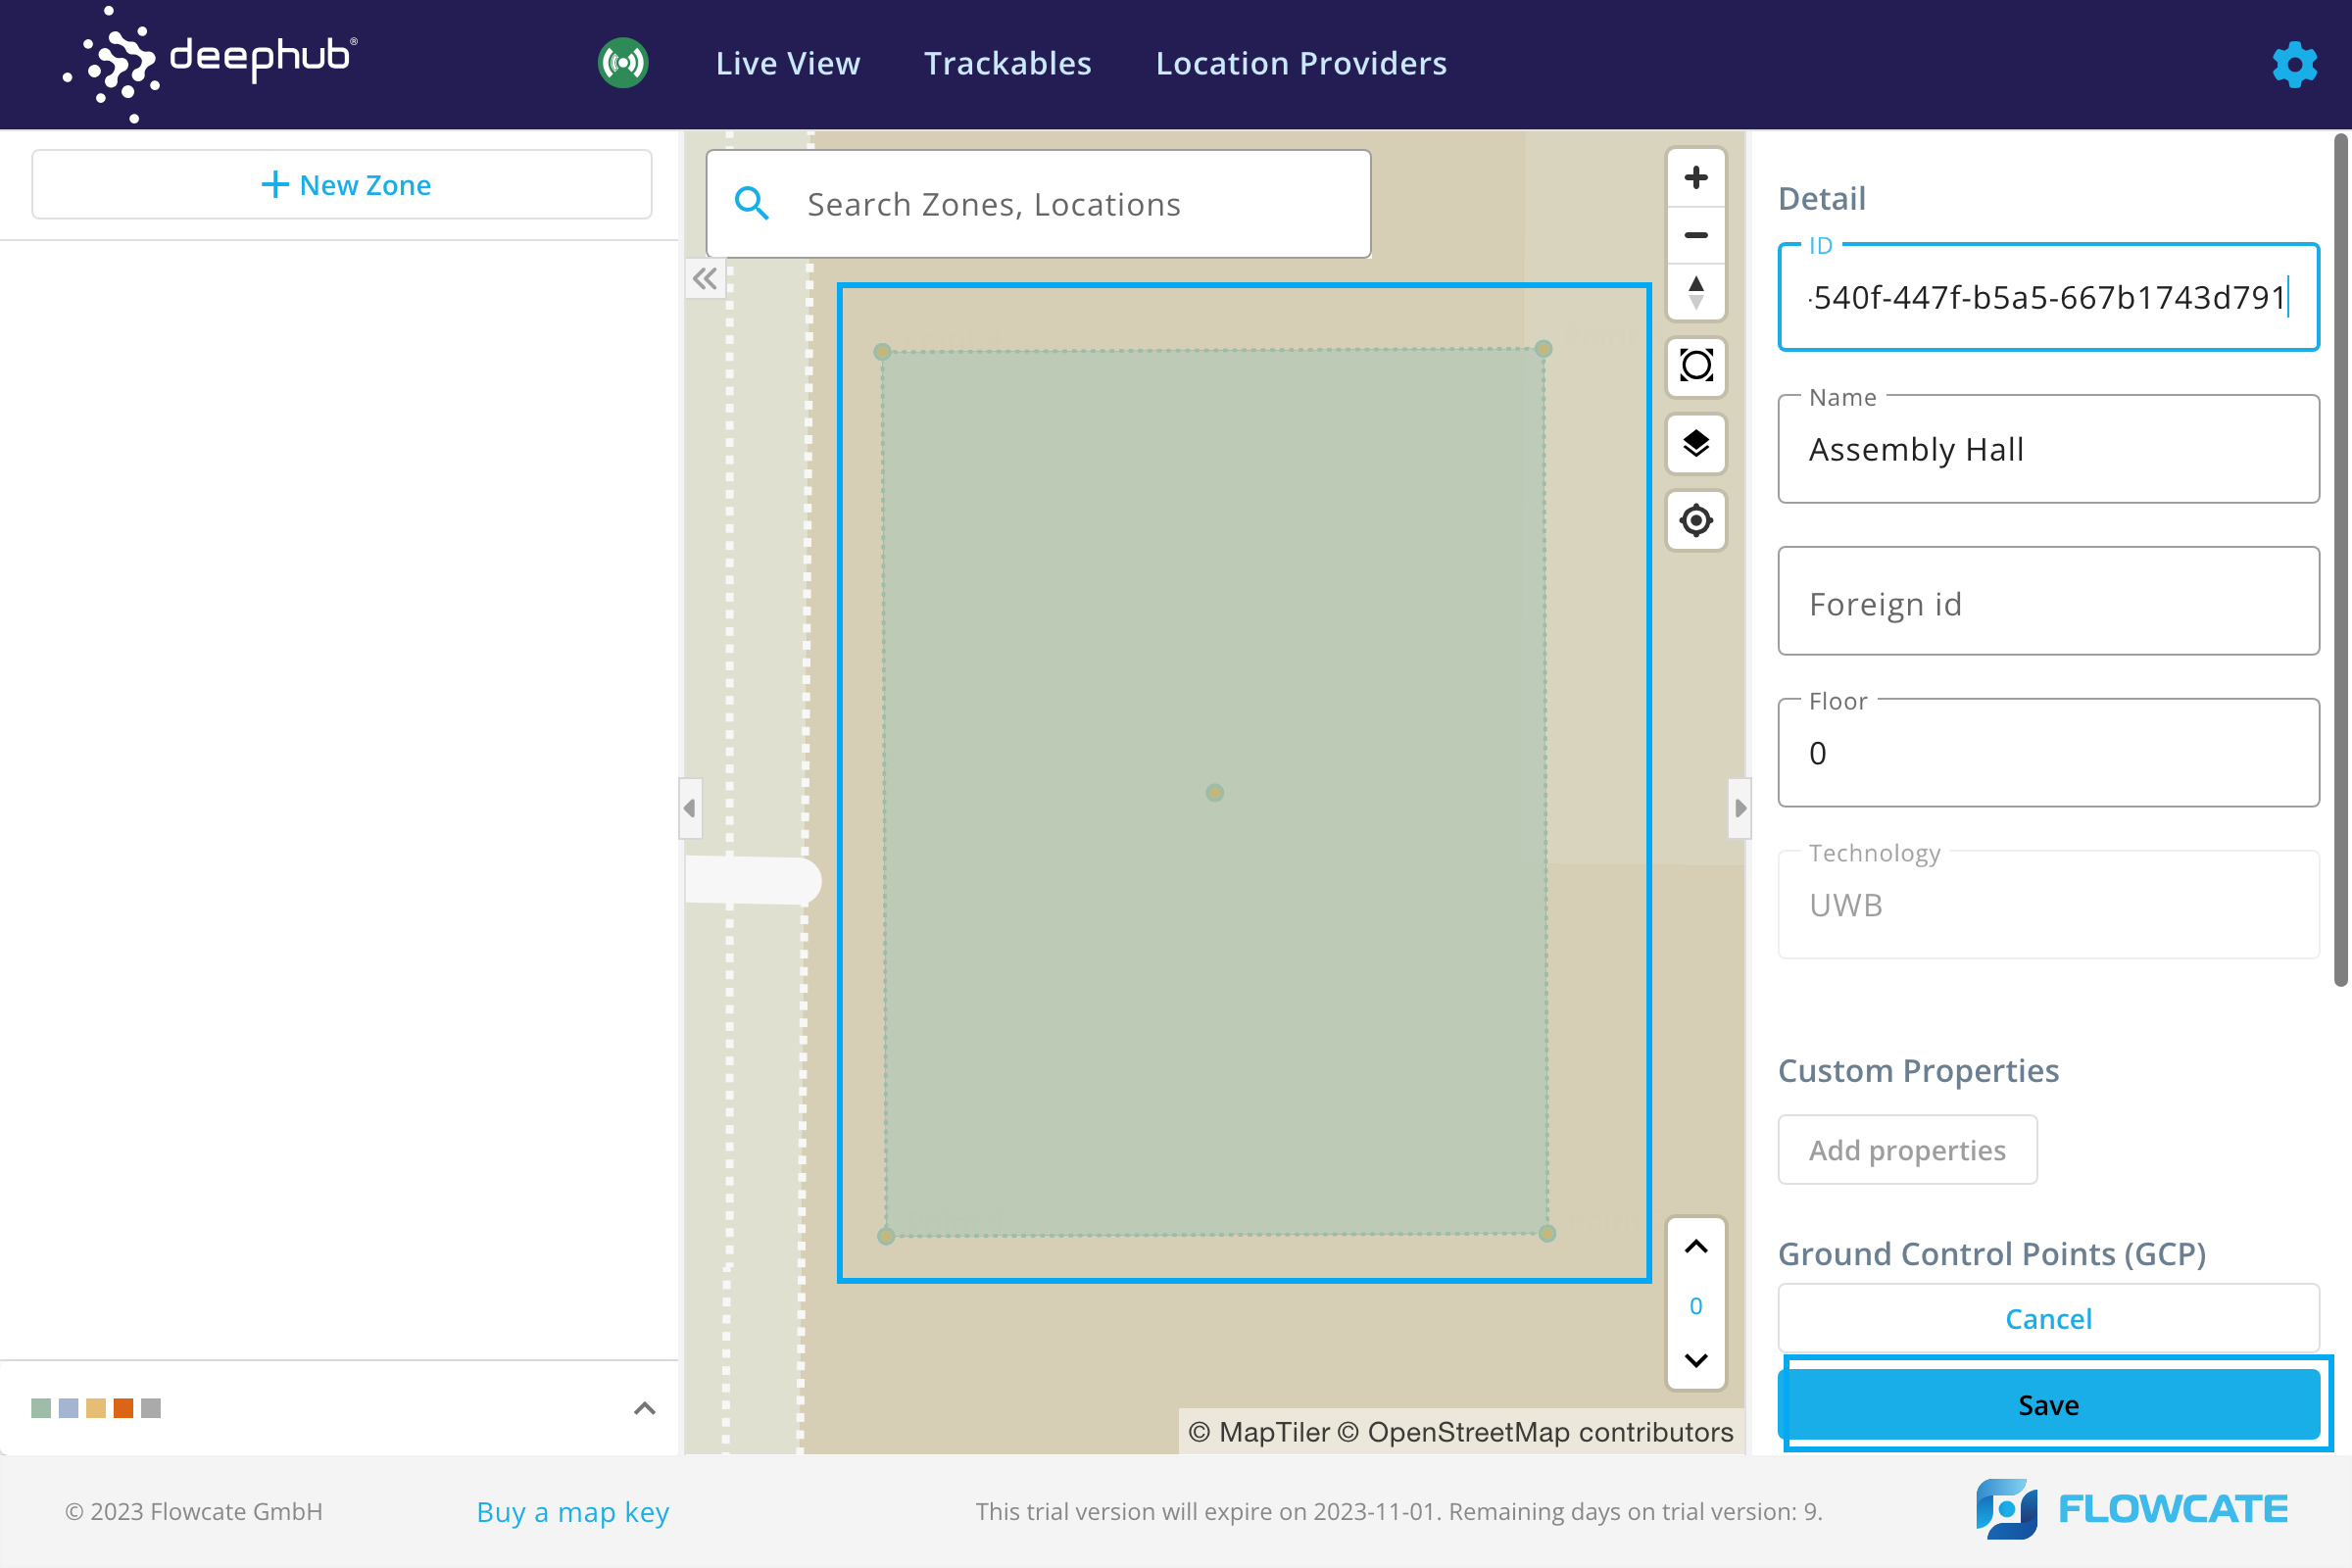 deephub®
Live View
Trackables
Location Providers
New Zone
Search Zones, Locations
Detail
ID
-540f-447f-b5a5-667b1743d791
Name
Assembly Hall
Foreign id
Floor
0
Technology
UWB
Custom Properties
Add properties
Ground Control Points (GCP)
Cancel
Save
0
© MapTiler © OpenStreetMap contributors
© 2023 Flowcate GmbH
Buy a map key
This trial version will expire on 2023-11-01. Remaining days on trial version: 9.
FLOWCATE